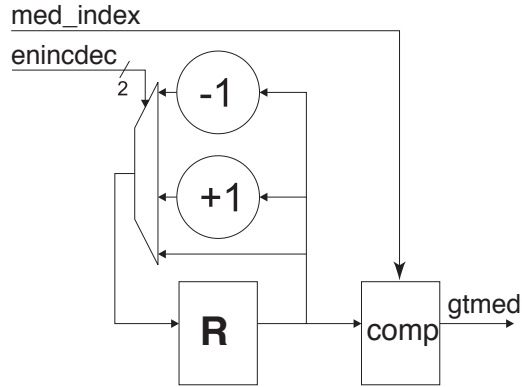 med_index
enincdec
2
-1
+1
R
comp
gtmed